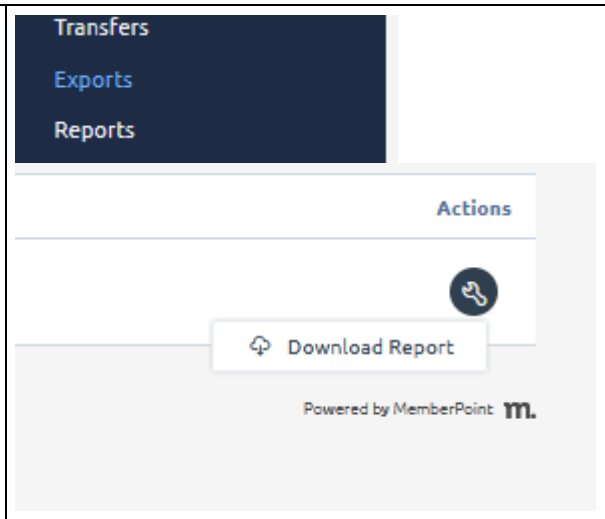 Transfers
Exports
Reports
Actions
Download Report
Powered by MemberPoint m.